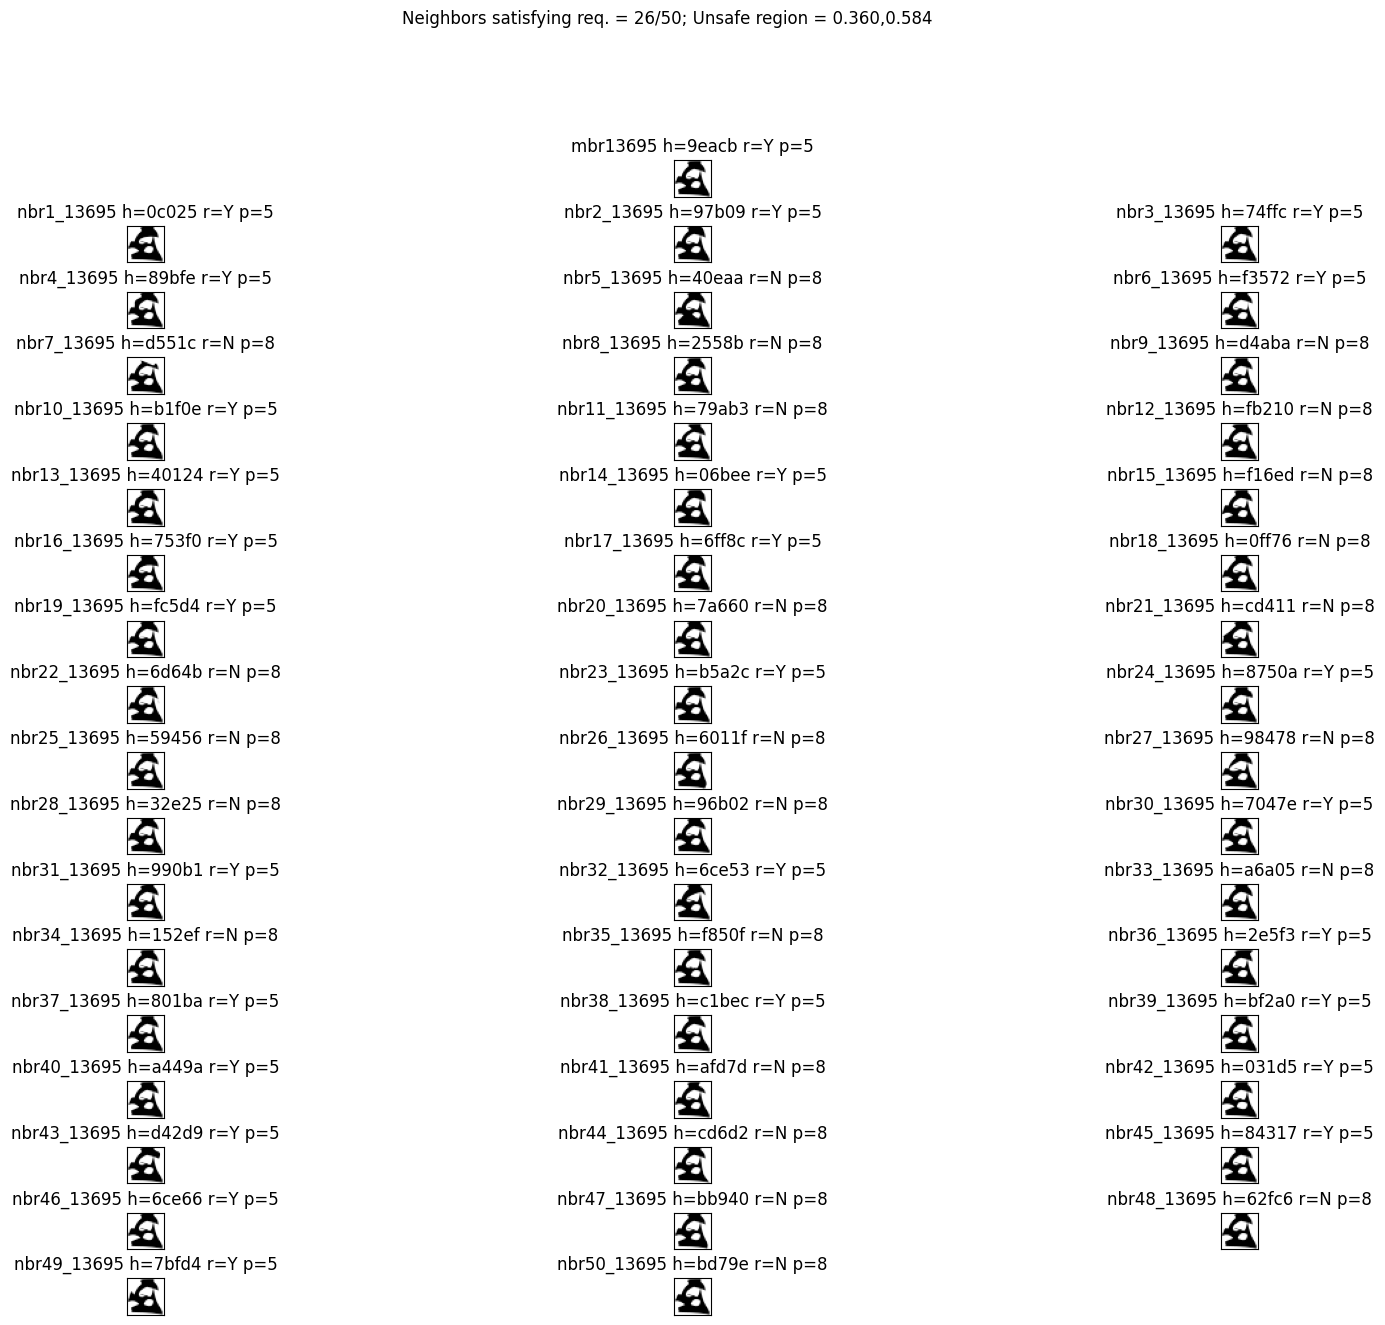 Neighbors satisfying req. = 26/50; Unsafe region = 0.360,0.584
mbr13695 h=9eacb r=Y p=5
nbr1_13695 h=0c025 r=Y p=5 nbr2_13695 h=97b09 r=Y p=5 nbr3_13695 h=74ffc r=Y p=5
nbr4_13695 h=89bfe r=Y p=5 nbr5_13695 h=40eaa r=N p=8 nbr6_13695 h=f3572 r=Y p=5
nbr7_13695 h=d551c r=N p=8 nbr8_13695 h=2558b r=N p=8 nbr9_13695 h=d4aba r=N p=8
nbr10_13695 h=b1f0e r=Y p=5 nbr11_13695 h=79ab3 r=N p=8 nbr12_13695 h=fb210 r=N p=8
nbr13_13695 h=40124 r=Y p=5 nbr14_13695 h=06bee r=Y p=5 nbr15_13695 h=f16ed r=N p=8
nbr16_13695 h=753f0 r=Y p=5 nbr17_13695 h=6ff8c r=Y p=5 nbr18_13695 h=0ff76 r=N p=8
nbr19_13695 h=fc5d4 r=Y p=5 nbr20_13695 h=7a660 r=N p=8 nbr21_13695 h=cd411 r=N p=8
nbr22_13695 h=6d64b r=N p=8 nbr23_13695 h=b5a2c r=Y p=5 nbr24_13695 h=8750a r=Y p=5
nbr25_13695 h=59456 r=N p=8 nbr26_13695 h=6011f r=N p=8 nbr27_13695 h=98478 r=N p=8
nbr28_13695 h=32e25 r=N p=8 nbr29_13695 h=96b02 r=N p=8 nbr30_13695 h=7047e r=Y p=5
nbr31_13695 h=990b1 r=Y p=5 nbr32_13695 h=6ce53 r=Y p=5 nbr33_13695 h=a6a05 r=N p=8
nbr34_13695 h=152ef r=N p=8 nbr35_13695 h=f850f r=N p=8 nbr36_13695 h=2e5f3 r=Y p=5
nbr37_13695 h=801ba r=Y p=5 nbr38_13695 h=c1bec r=Y p=5 nbr39_13695 h=bf2a0 r=Y p=5
nbr40_13695 h=a449a r=Y p=5 nbr41_13695 h=afd7d r=N p=8 nbr42_13695 h=031d5 r=Y p=5
nbr43_13695 h=d42d9 r=Y p=5 nbr44_13695 h=cd6d2 r=N p=8 nbr45_13695 h=84317 r=Y p=5
nbr46_13695 h=6ce66 r=Y p=5 nbr47_13695 h=bb940 r=N p=8 nbr48_13695 h=62fc6 r=N p=8
nbr49_13695 h=7bfd4 r=Y p=5 nbr50_13695 h=bd79e r=N p=8